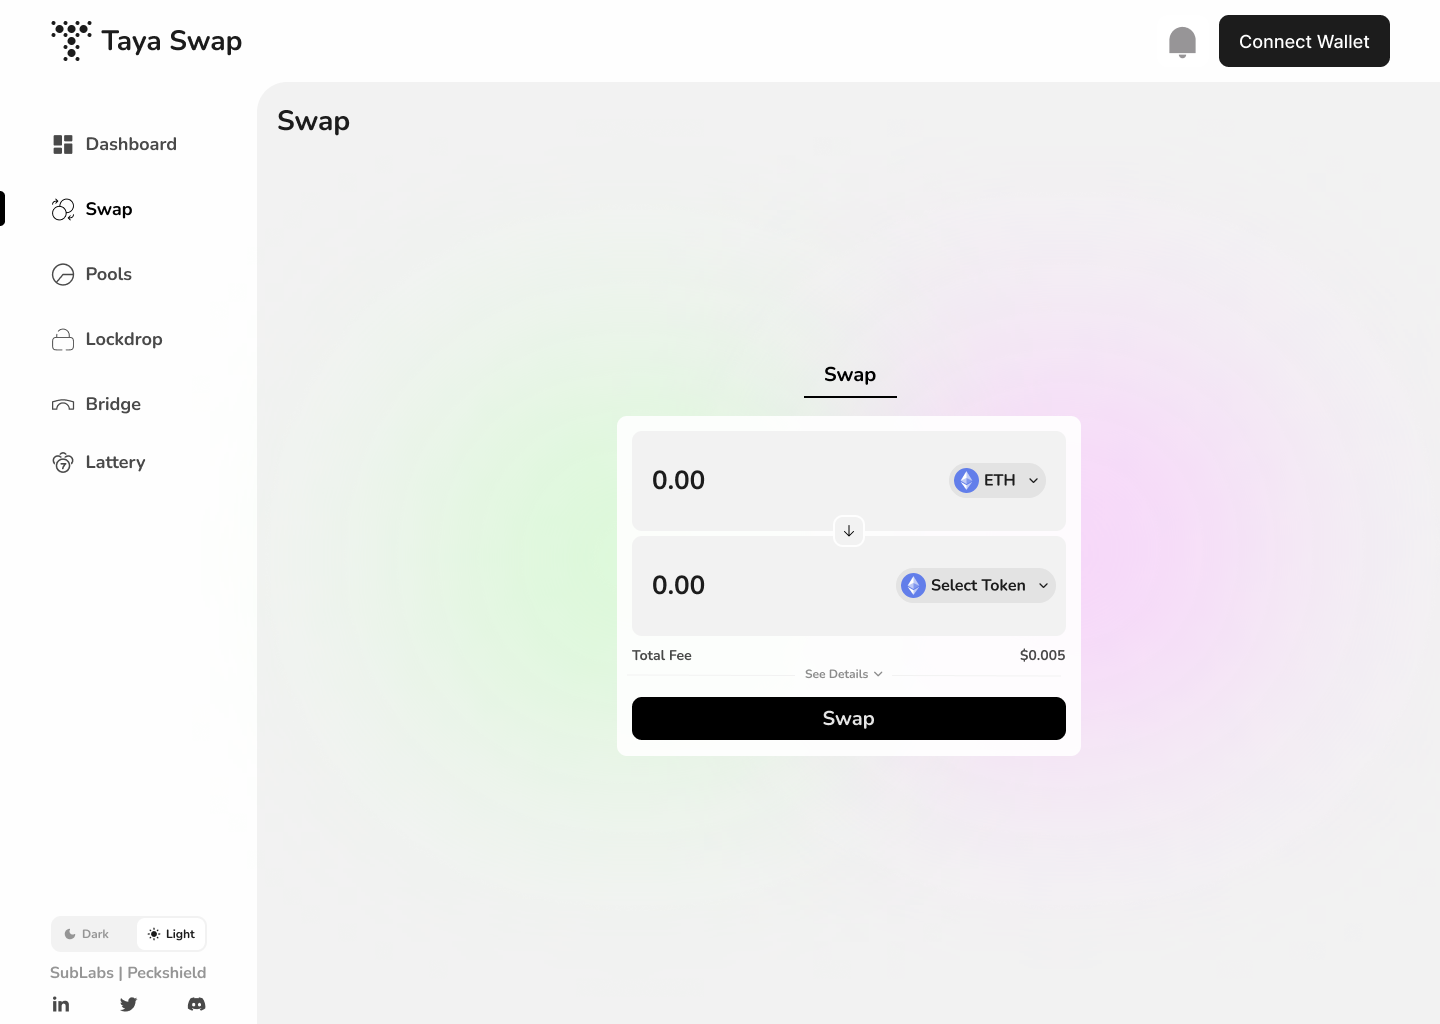 Taya Swap
Connect Wallet
Swap
Dashboard
Swap
Pools
Lockdrop
Bridge
Lattery
Swap
0.00
ETH
0.00
Select Token
Total Fee
$0.005
See Details
Swap
Dark
Light
SubLabs | Peckshield